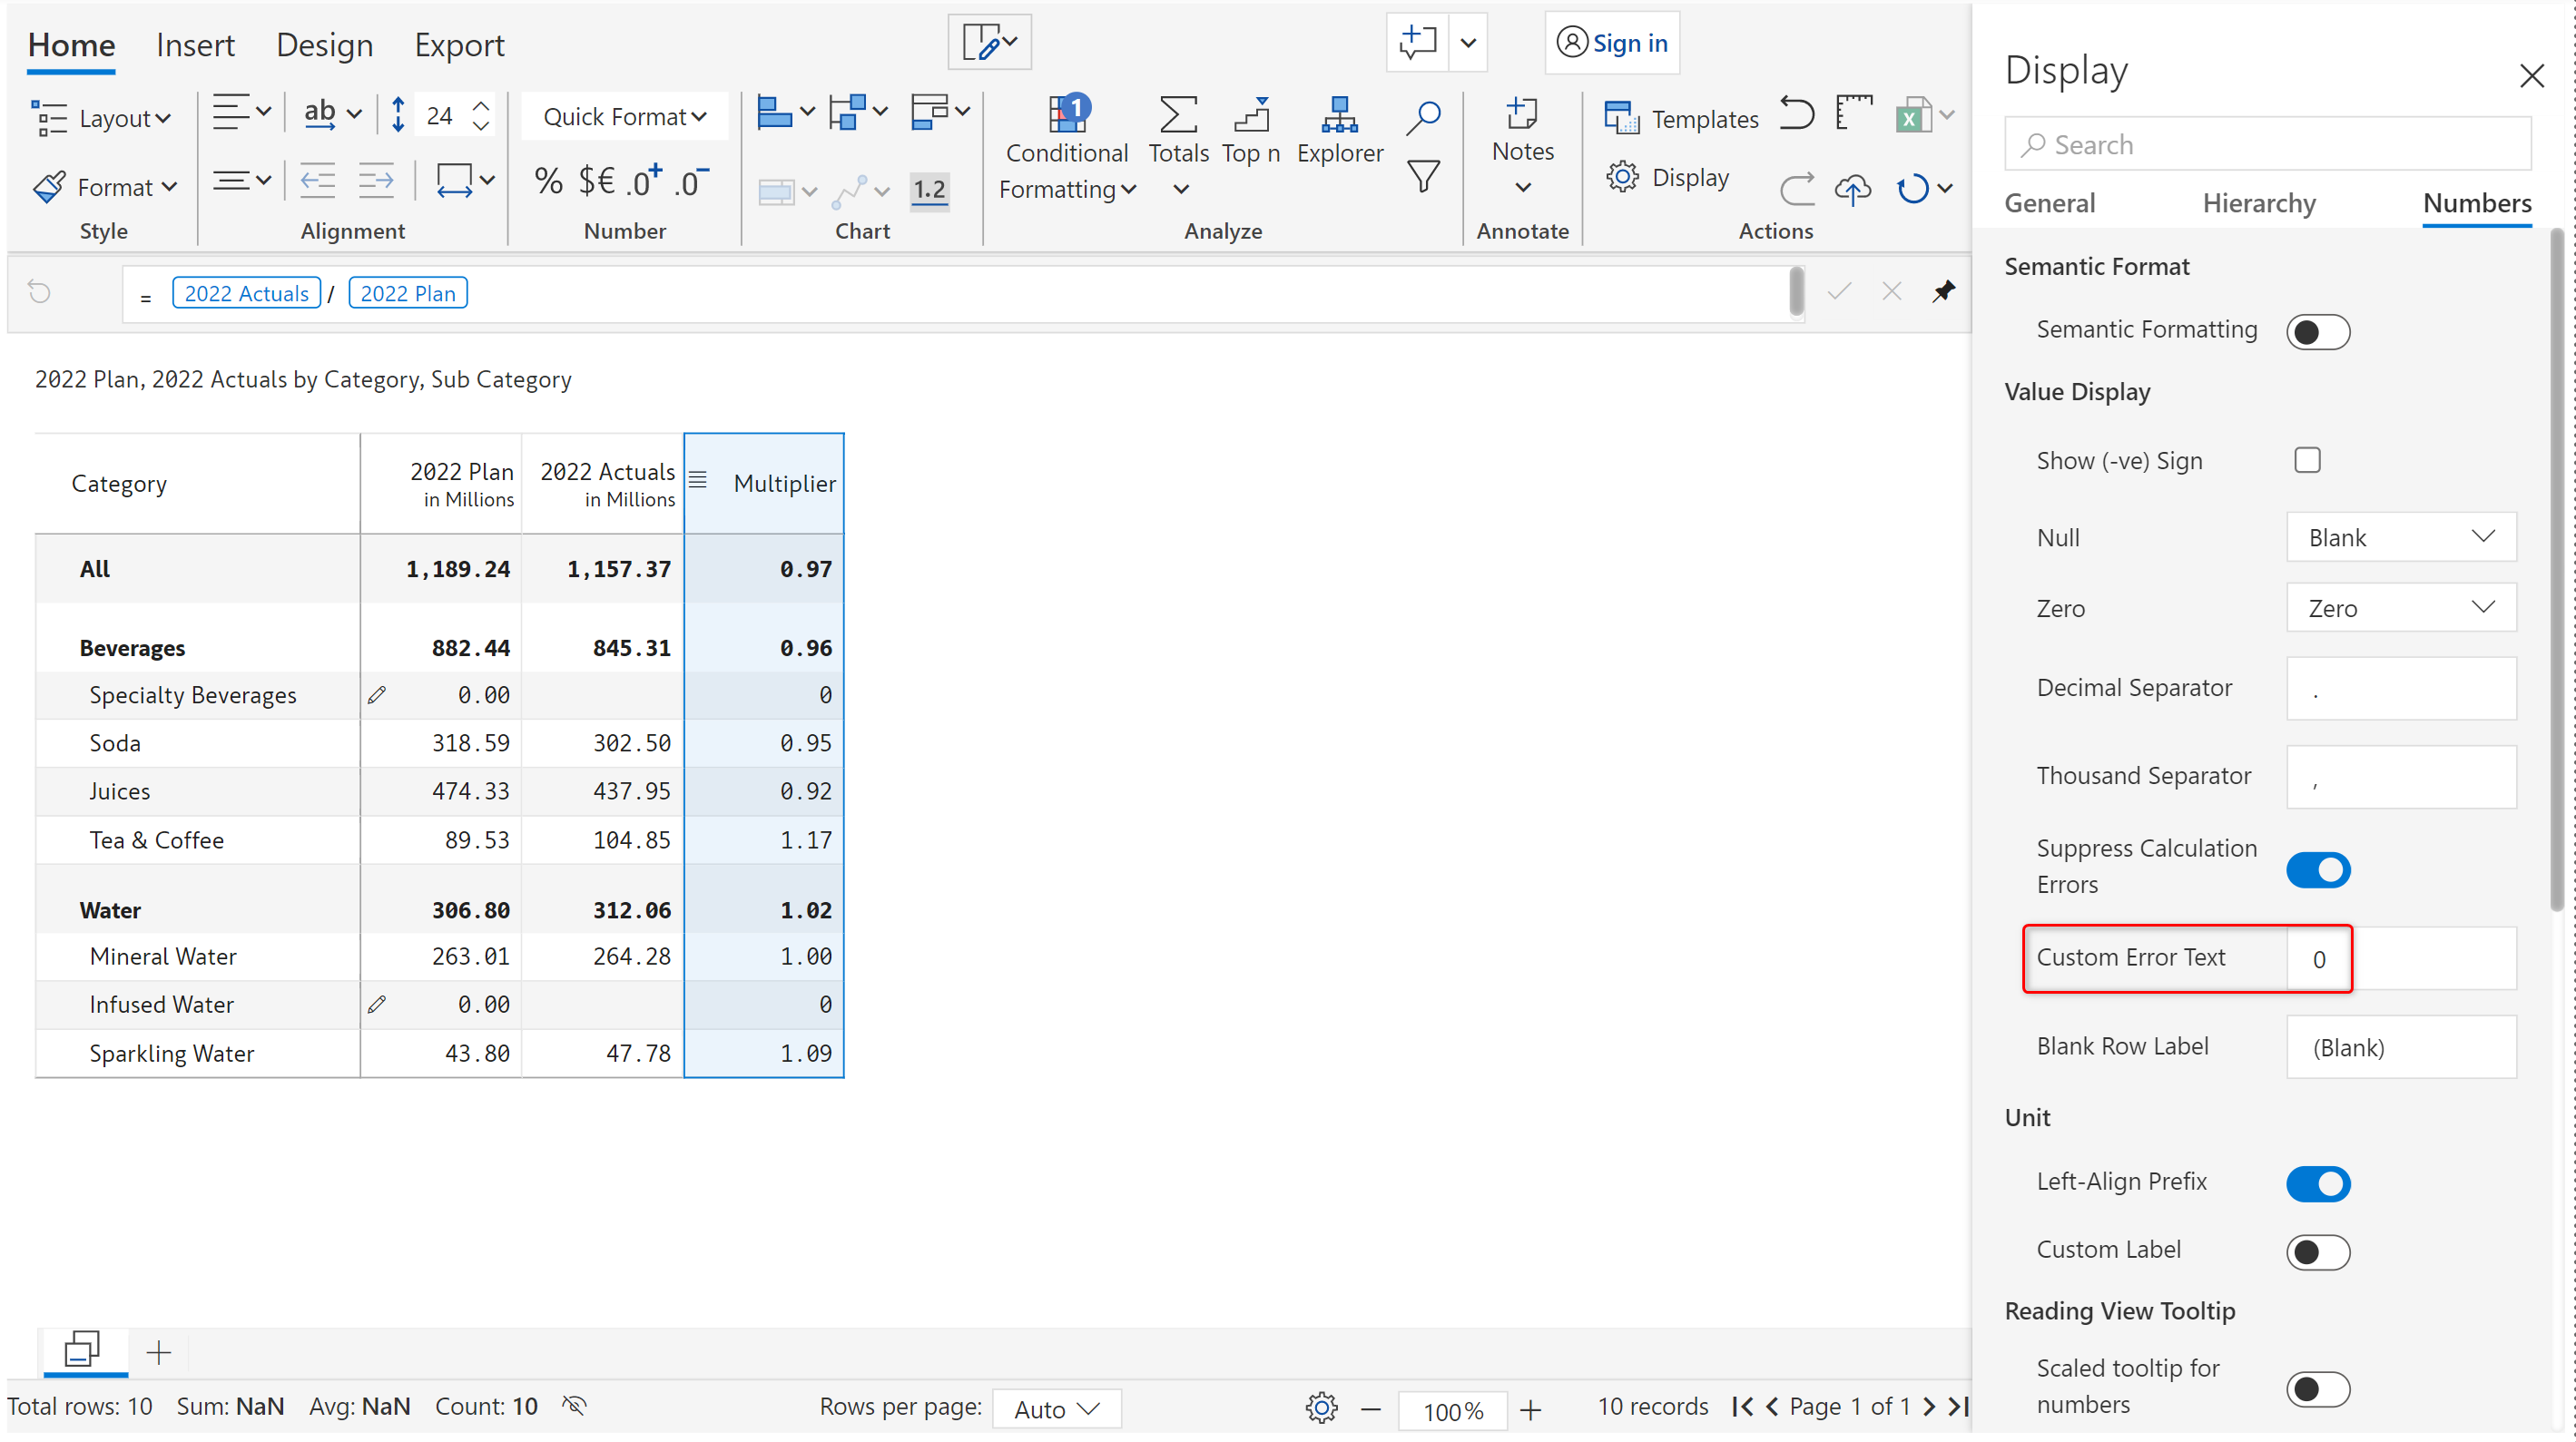 Home Insert Design Export
Sign in
Layout ab 24 Quick Format
Format % $€ .0+ .0-
1.2
1
Conditional Formatting
Totals Top n Explorer
Notes
Templates
Display
Style Alignment Number Chart Analyze Annotate Actions
= 2022 Actuals / 2022 Plan
2022 Plan, 2022 Actuals by Category, Sub Category
Category 2022 Plan in Millions 2022 Actuals in Millions Multiplier
All 1,189.24 1,157.37 0.97
Beverages 882.44 845.31 0.96
Specialty Beverages 0.00 0
Soda 318.59 302.50 0.95
Juices 474.33 437.95 0.92
Tea & Coffee 89.53 104.85 1.17
Water 306.80 312.06 1.02
Mineral Water 263.01 264.28 1.00
Infused Water 0.00 0
Sparkling Water 43.80 47.78 1.09
Total rows: 10 Sum: NaN Avg: NaN Count: 10 Rows per page: Auto 100% 10 records Page 1 of 1
Display
Search
General Hierarchy Numbers
Semantic Format
Semantic Formatting
Value Display
Show (-ve) Sign
Null Blank
Zero Zero
Decimal Separator .
Thousand Separator ,
Suppress Calculation
Errors
Custom Error Text 0
Blank Row Label (Blank)
Unit
Left-Align Prefix
Custom Label
Reading View Tooltip
Scaled tooltip for
numbers